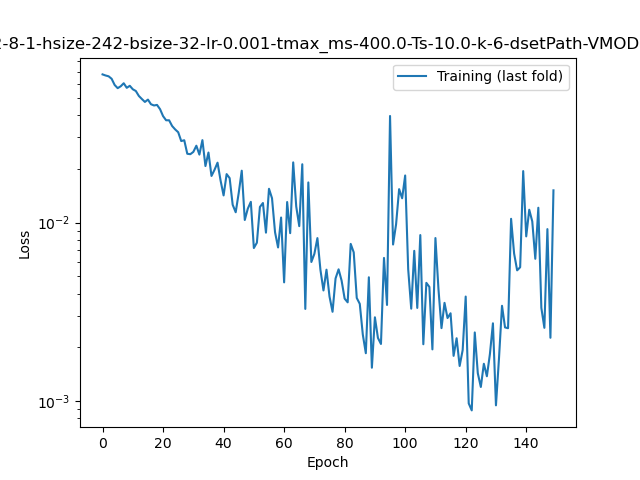 -8-1-hsize-242-bsize-32-lr-0.001-tmax_ms-400.0-Ts-10.0-k-6-dsetPath-VMOD
Training (last fold)
Loss
10^-2
10^-3
0 20 40 60 80 100 120 140
Epoch